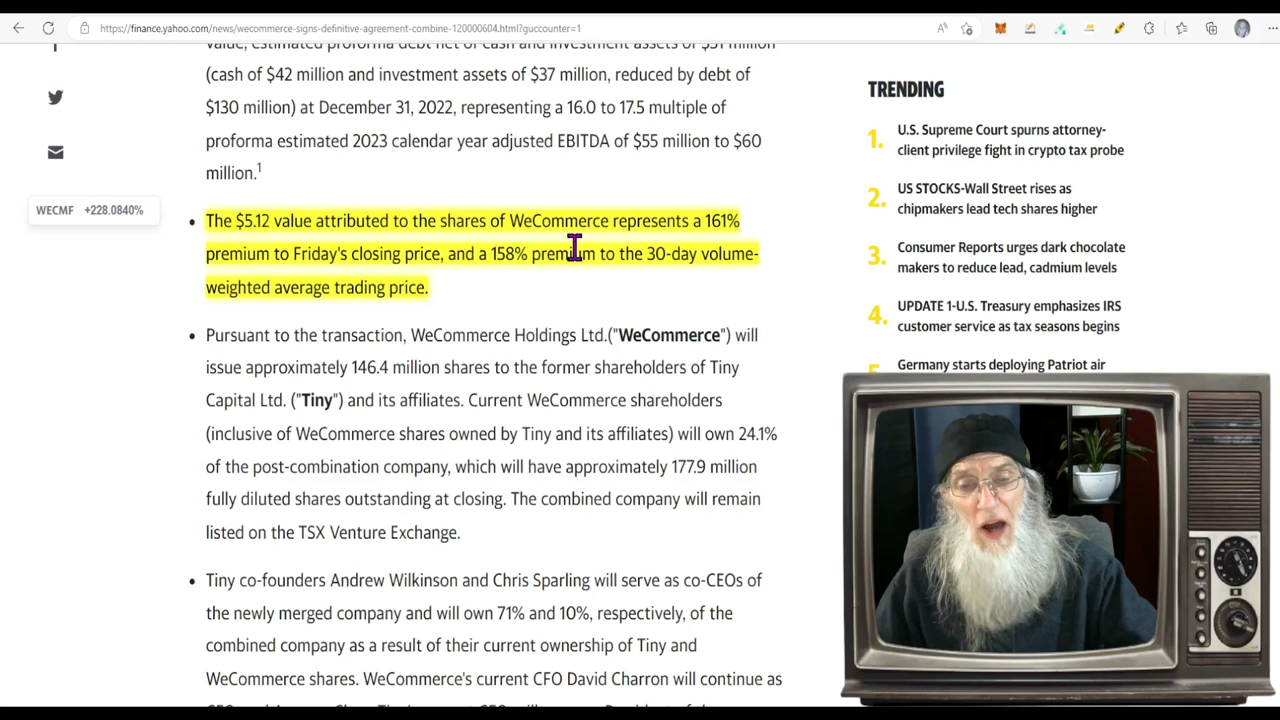 https://finance.yahoo.com/news/wecommerce-signs-definitive-agreement-combine-120000604.html?guccounter=1
value, estimated proforma debt net of cash and investment assets of $51 million
(cash of $42 million and investment assets of $37 million, reduced by debt of
$130 million) at December 31, 2022, representing a 16.0 to 17.5 multiple of
proforma estimated 2023 calendar year adjusted EBITDA of $55 million to $60
million.1
WECMF +228.0840%
• The $5.12 value attributed to the shares of WeCommerce represents a 161%
premium to Friday's closing price, and a 158% premium to the 30-day volume-
weighted average trading price.
• Pursuant to the transaction, WeCommerce Holdings Ltd.("WeCommerce") will
issue approximately 146.4 million shares to the former shareholders of Tiny
Capital Ltd. ("Tiny") and its affiliates. Current WeCommerce shareholders
(inclusive of WeCommerce shares owned by Tiny and its affiliates) will own 24.1%
of the post-combination company, which will have approximately 177.9 million
fully diluted shares outstanding at closing. The combined company will remain
listed on the TSX Venture Exchange.
• Tiny co-founders Andrew Wilkinson and Chris Sparling will serve as co-CEOs of
the newly merged company and will own 71% and 10%, respectively, of the
combined company as a result of their current ownership of Tiny and
WeCommerce shares. WeCommerce's current CFO David Charron will continue as
TRENDING
1. U.S. Supreme Court spurns attorney-
client privilege fight in crypto tax probe
2. US STOCKS-Wall Street rises as
chipmakers lead tech shares higher
3. Consumer Reports urges dark chocolate
makers to reduce lead, cadmium levels
4. UPDATE 1-U.S. Treasury emphasizes IRS
customer service as tax seasons begins
Germany starts deploying Patriot air